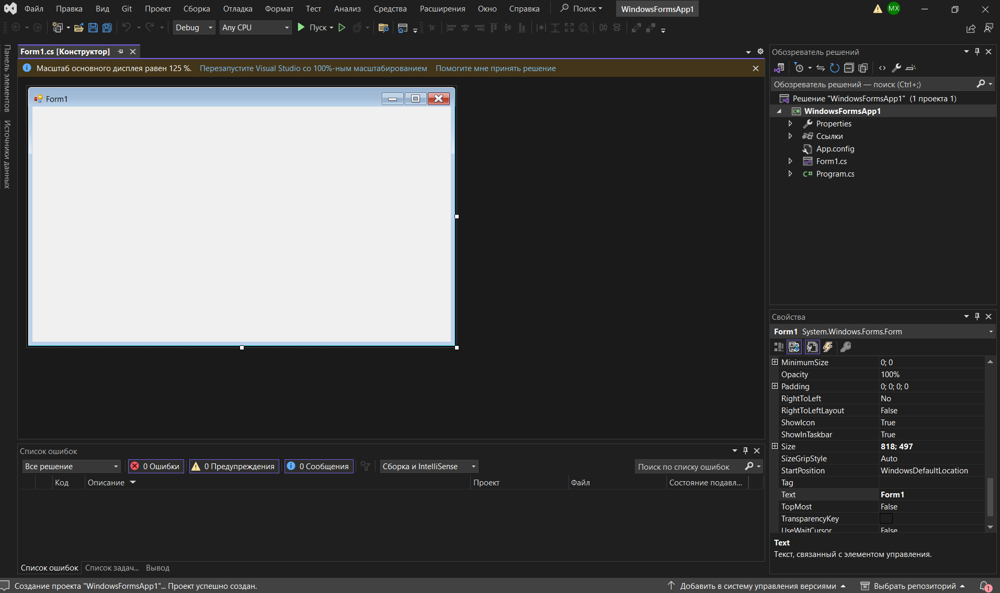 Файл Правка Вид Git Проект Сборка Отладка Формат Тест Анализ Средства Расширения Окно Справка Поиск WindowsFormsApp1 MX
Debug Any CPU Пуск
Панель элементов
Источники данных
Form1.cs [Конструктор]
Масштаб основного дисплея равен 125 %. Перезапустите Visual Studio со 100%-ным масштабированием Помогите мне принять решение
Form1
Список ошибок
Все решение 0 Ошибки 0 Предупреждения 0 Сообщения Сборка и IntelliSense Поиск по списку ошибок
Код Описание Проект Файл Состояние подавл...
Список ошибок Список задач... Вывод
Обозреватель решений
Обозреватель решений — поиск (Ctrl+;)
Решение "WindowsFormsApp1" (1 проекта 1)
C# WindowsFormsApp1
Properties
Ссылки
App.config
Form1.cs
C# Program.cs
Свойства
Form1 System.Windows.Forms.Form
MinimumSize 0; 0
Opacity 100%
Padding 0; 0; 0; 0
RightToLeft No
RightToLeftLayout False
ShowIcon True
ShowInTaskbar True
Size 818; 497
SizeGripStyle Auto
StartPosition WindowsDefaultLocation
Tag
Text Form1
TopMost False
TransparencyKey
UseWaitCursor False
Text
Текст, связанный с элементом управления.
Создание проекта "WindowsFormsApp1"... Проект успешно создан. Добавить в систему управления версиями Выбрать репозиторий 1